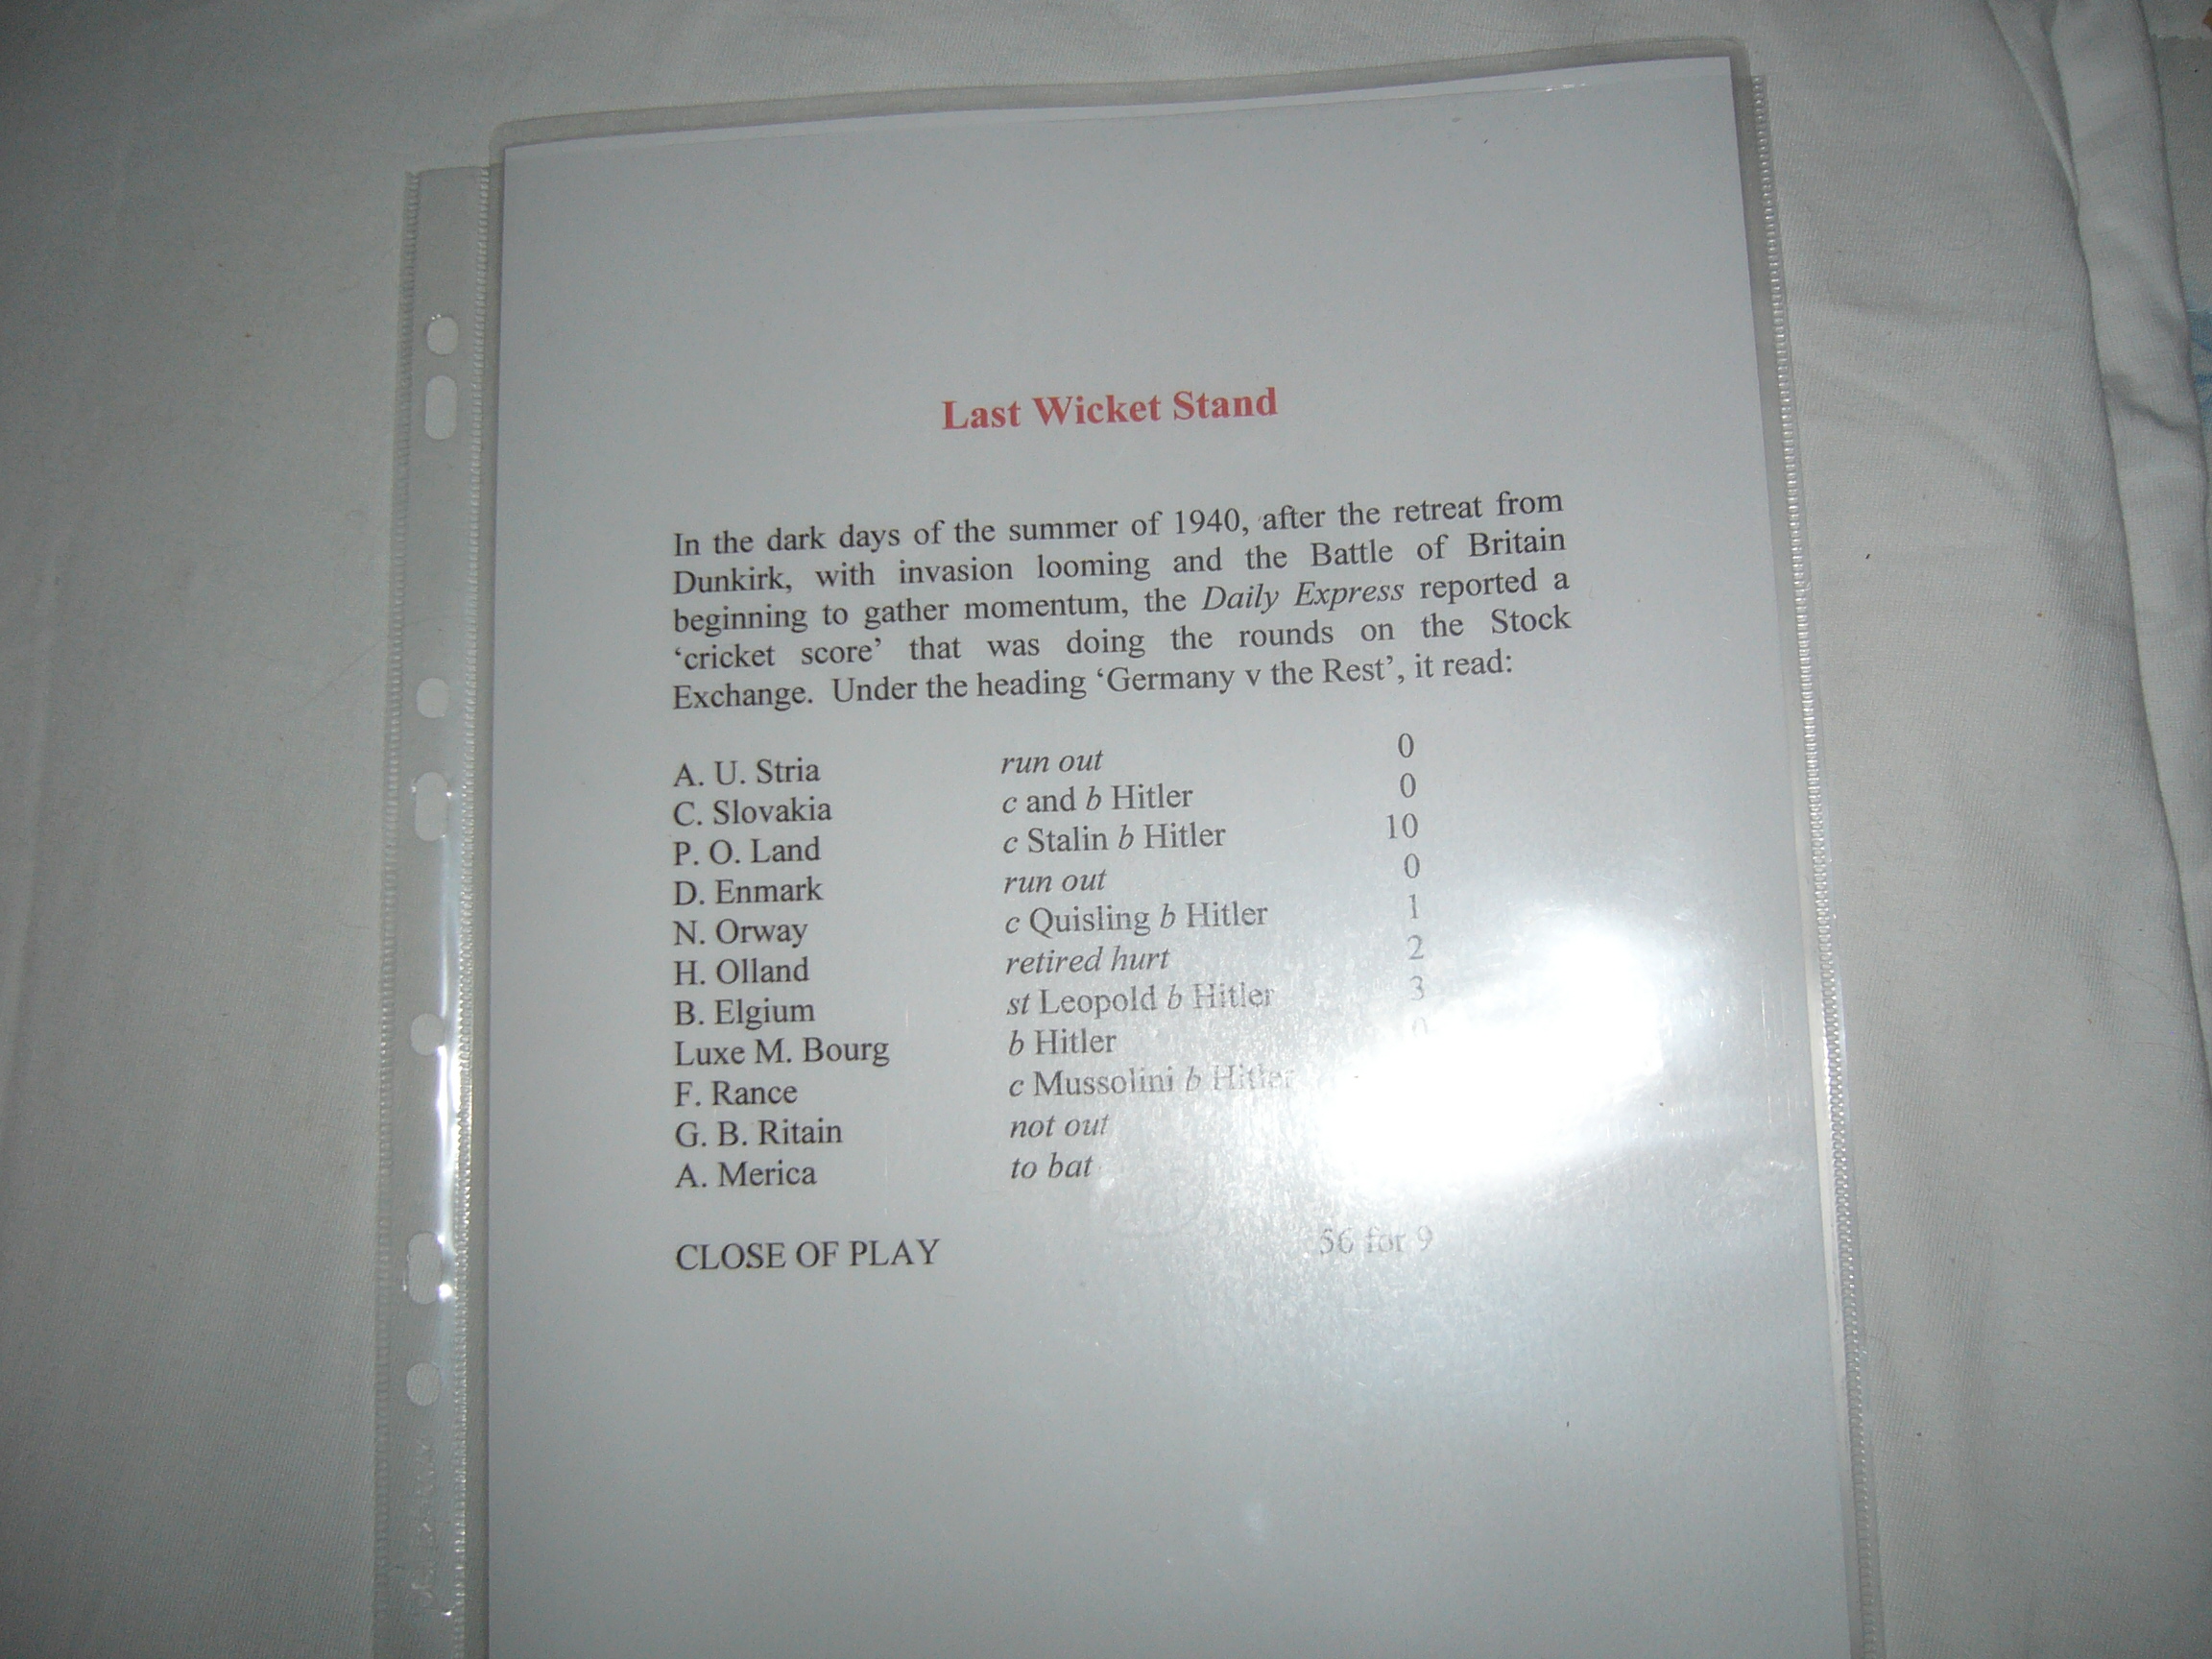 Last Wicket Stand
In the dark days of the summer of 1940, after the retreat from
Dunkirk, with invasion looming and the Battle of Britain
beginning to gather momentum, the Daily Express reported a
‘cricket score’ that was doing the rounds on the Stock
Exchange. Under the heading ‘Germany v the Rest’, it read:
A. U. Stria run out 0
C. Slovakia c and b Hitler 0
P. O. Land c Stalin b Hitler 10
D. Enmark run out 0
N. Orway c Quisling b Hitler 1
H. Olland retired hurt 2
B. Elgium st Leopold b Hitler 3
Luxe M. Bourg b Hitler 0
F. Rance c Mussolini b Hitler
G. B. Ritain not out
A. Merica to bat
CLOSE OF PLAY 56 for 9